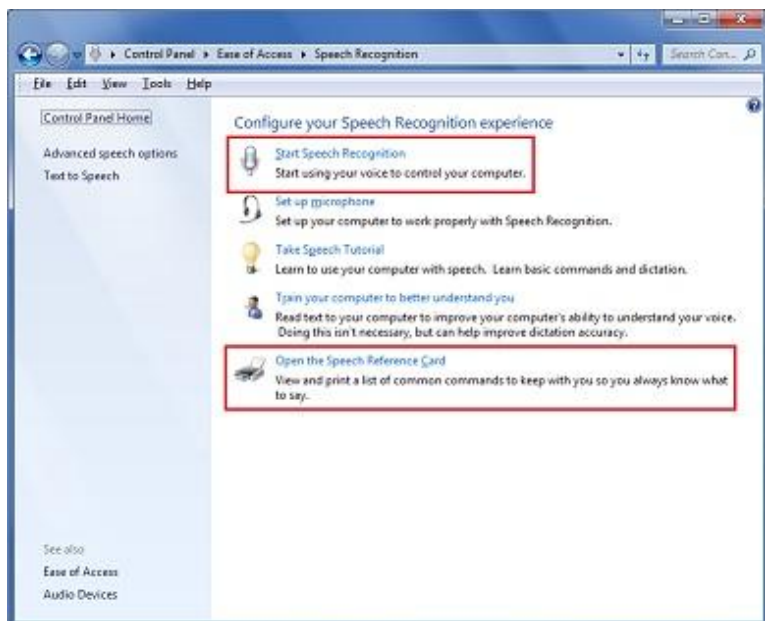 Control Panel ▸ Ease of Access ▸ Speech Recognition
Search Con...
File Edit View Tools Help
Control Panel Home
Advanced speech options
Text to Speech
Configure your Speech Recognition experience
Start Speech Recognition
Start using your voice to control your computer.
Set up microphone
Set up your computer to work properly with Speech Recognition.
Take Speech Tutorial
Learn to use your computer with speech. Learn basic commands and dictation.
Train your computer to better understand you
Read text to your computer to improve your computer's ability to understand your voice.
Doing this isn't necessary, but can help improve dictation accuracy.
Open the Speech Reference Card
View and print a list of common commands to keep with you so you always know what
to say.
See also
Ease of Access
Audio Devices